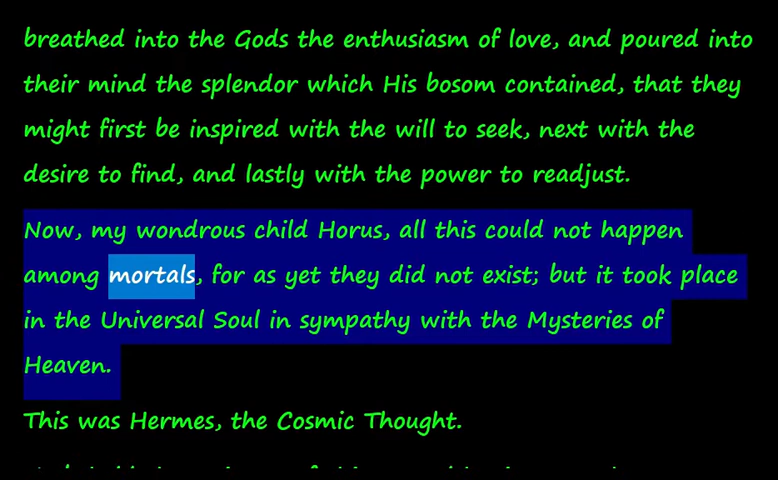 breathed into the Gods the enthusiasm of love, and poured into
their mind the splendor which His bosom contained, that they
might first be inspired with the will to seek, next with the
desire to find, and lastly with the power to readjust.
Now, my wondrous child Horus, all this could not happen
among mortals, for as yet they did not exist; but it took place
in the Universal Soul in sympathy with the Mysteries of
Heaven.
This was Hermes, the Cosmic Thought.